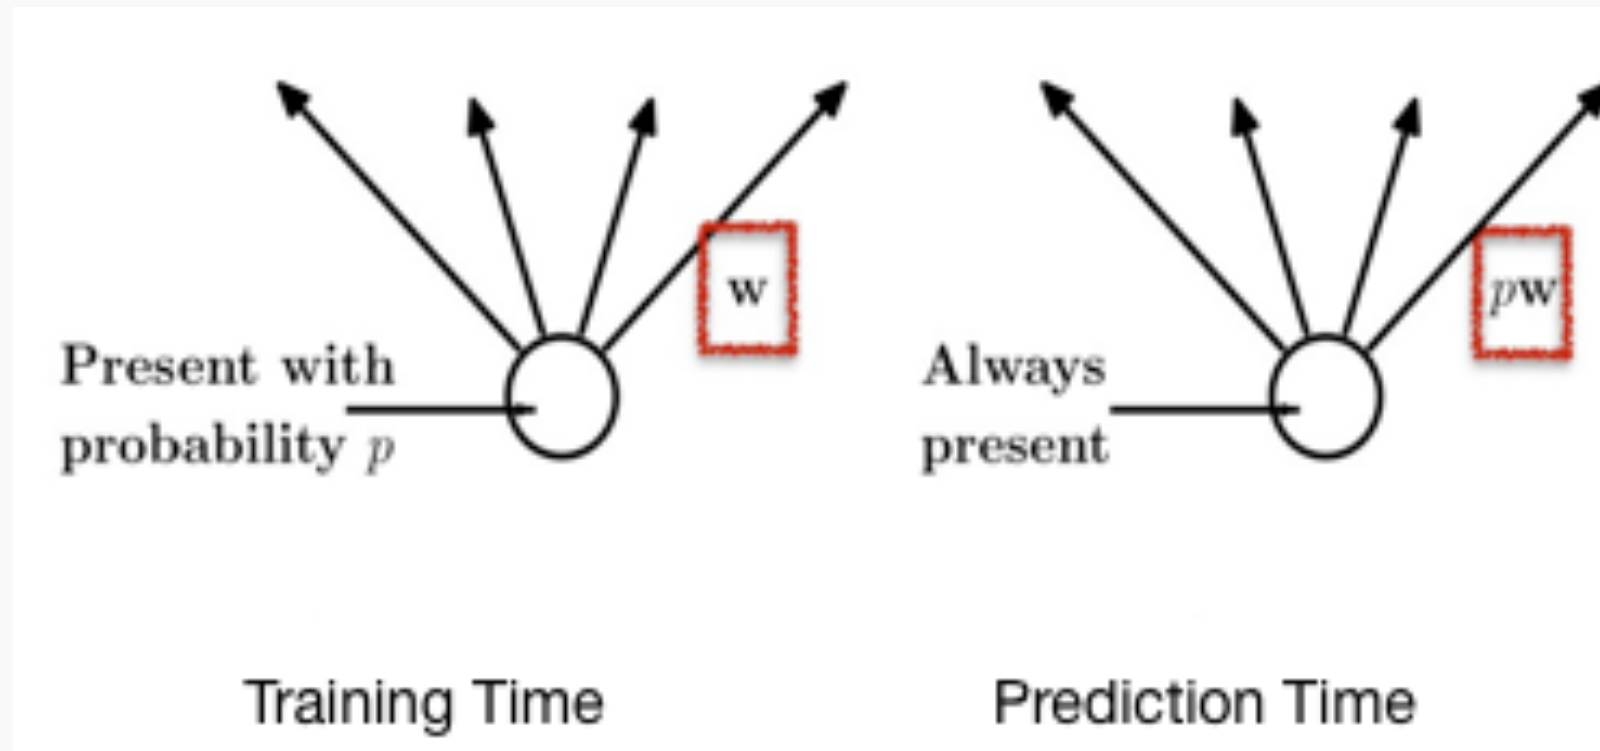 w
Present with
probability p
Training Time
pw
Always
present
Prediction Time